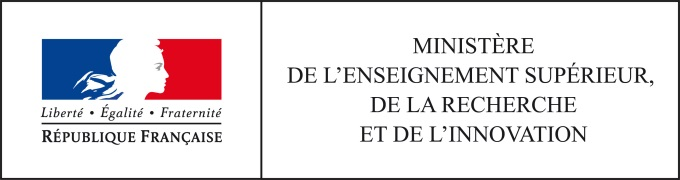 Liberté • Égalité • Fraternité
RÉPUBLIQUE FRANÇAISE
MINISTÈRE
DE L’ENSEIGNEMENT SUPÉRIEUR,
DE LA RECHERCHE
ET DE L’INNOVATION